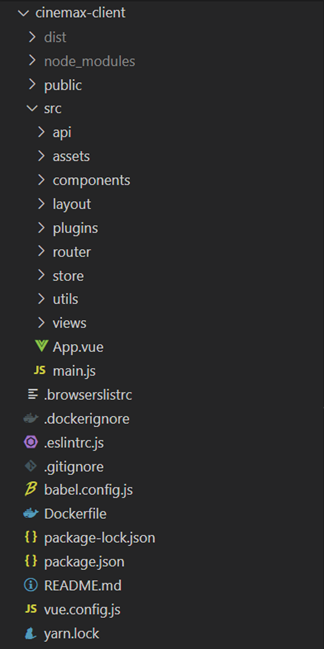 cinemax-client
dist
node_modules
public
src
api
assets
components
layout
plugins
router
store
utils
views
App.vue
JS main.js
.browserslistrc
.dockerignore
.eslintrc.js
.gitignore
babel.config.js
Dockerfile
{} package-lock.json
{} package.json
README.md
JS vue.config.js
yarn.lock